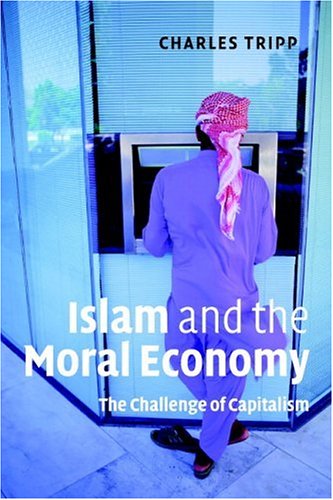 CHARLES TRIPP
Islam and the
Moral Economy
The Challenge of Capitalism